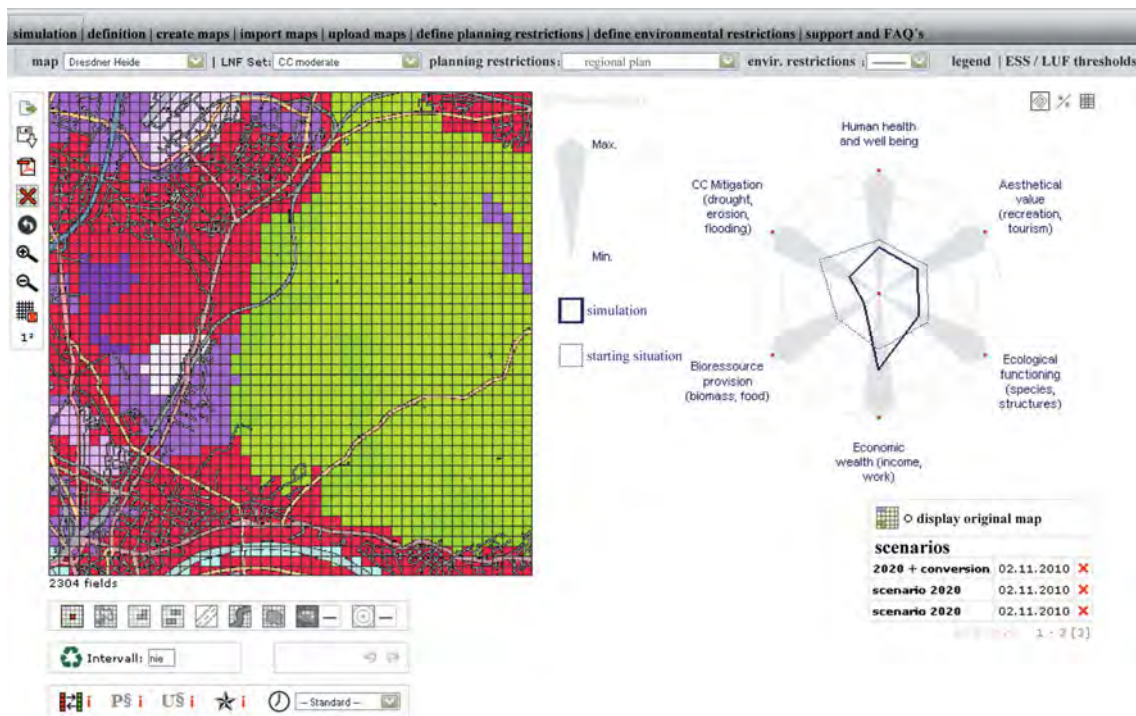 simulation | definition | create maps | import maps | upload maps | define planning restrictions | define environmental restrictions | support and FAQ's
map Dresdner Heide | LNF Set: CC moderate planning restrictions: regional plan envir. restrictions : legend | ESS / LUF thresholds
Max.
Min.
simulation
starting situation
Human health
and well being
CC Mitigation
(drought,
erosion,
flooding)
Aesthetical
value
(recreation,
tourism)
Bioressource
provision
(biomass, food)
Ecological
functioning
(species,
structures)
Economic
wealth (income,
work)
1²
2304 fields
display original map
scenarios
2020 + conversion 02.11.2010
scenario 2020 02.11.2010
scenario 2020 02.11.2010
Intervall: nie
i P§ i U§ i i – Standard –